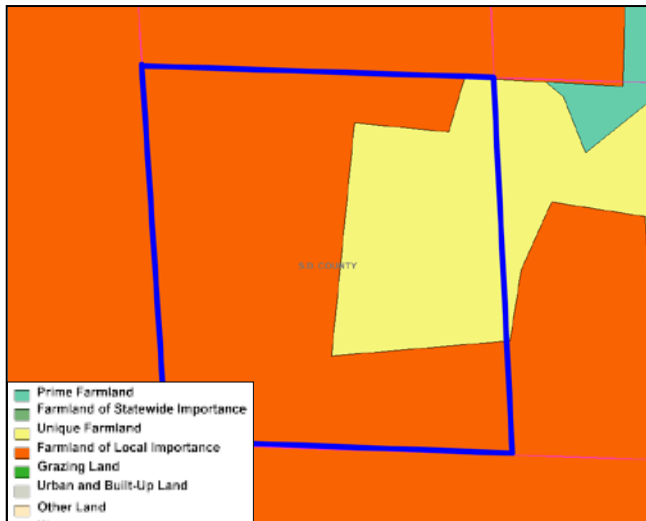 S.D. COUNTY
Prime Farmland
Farmland of Statewide Importance
Unique Farmland
Farmland of Local Importance
Grazing Land
Urban and Built-Up Land
Other Land